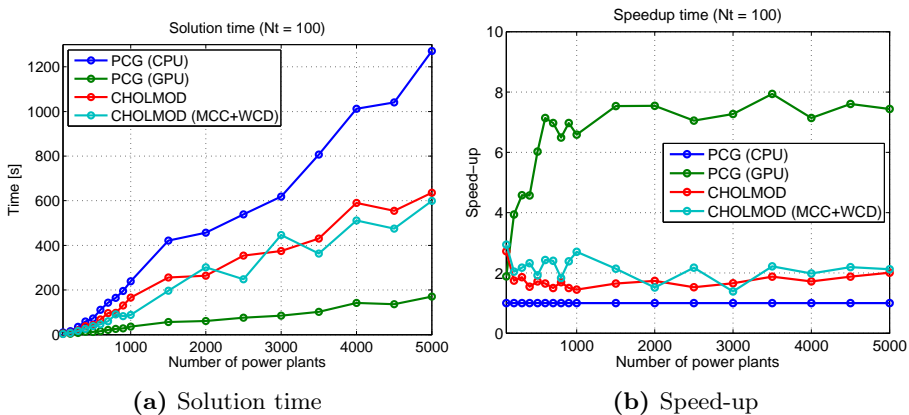 Solution time (Nt = 100)
1200
1000
800
600
400
200
0
Time [s]
PCG (CPU)
PCG (GPU)
CHOLMOD
CHOLMOD (MCC+WCD)
1000
2000
3000
4000
5000
Number of power plants
(a) Solution time
Speedup time (Nt = 100)
10
8
6
4
2
0
Speed-up
PCG (CPU)
PCG (GPU)
CHOLMOD
CHOLMOD (MCC+WCD)
1000
2000
3000
4000
5000
Number of power plants
(b) Speed-up